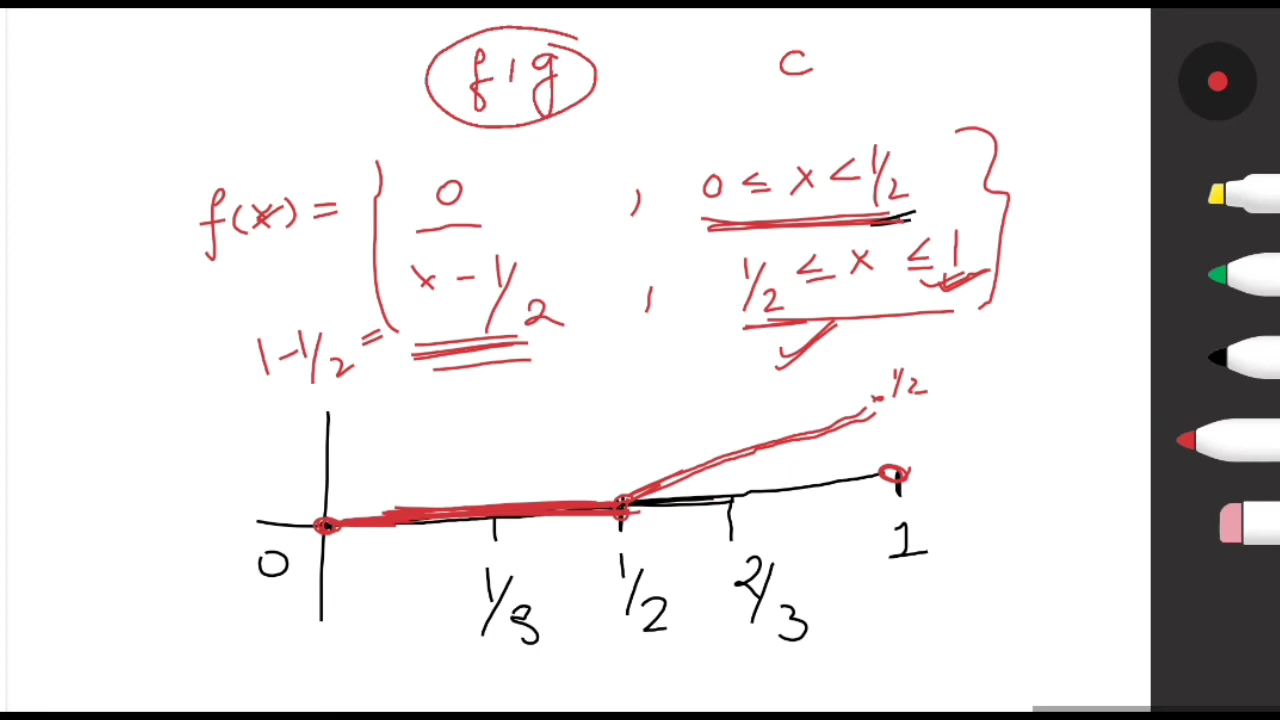 f, g C
f(x) = { 0 , 0 ≤ x < 1/2
x - 1/2 , 1/2 ≤ x ≤ 1 }
1-1/2 =
1/2
0 1/3 1/2 2/3 1